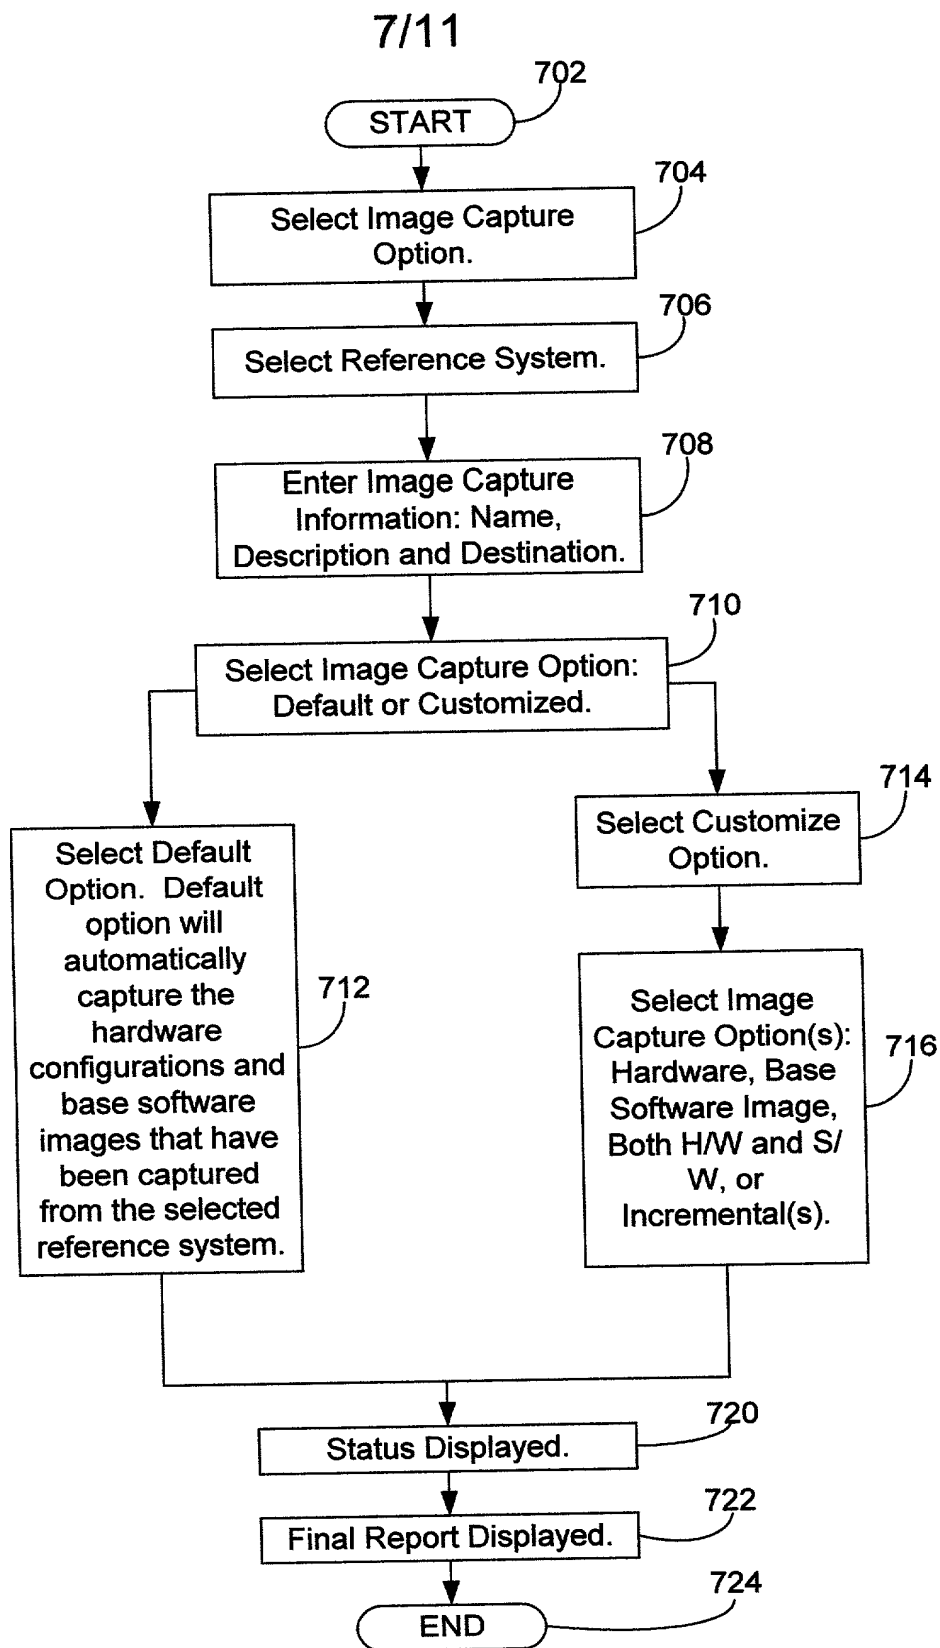 7/11
702
START
704
Select Image Capture
Option.
706
Select Reference System.
708
Enter Image Capture
Information: Name,
Description and Destination.
710
Select Image Capture Option:
Default or Customized.
714
Select Customize
Option.
Select Default
Option.  Default
option will
automatically
capture the
hardware
configurations and
base software
images that have
been captured
from the selected
reference system.
712
Select Image
Capture Option(s):
Hardware, Base
Software Image,
Both H/W and S/
W, or
Incremental(s).
716
720
Status Displayed.
722
Final Report Displayed.
724
END